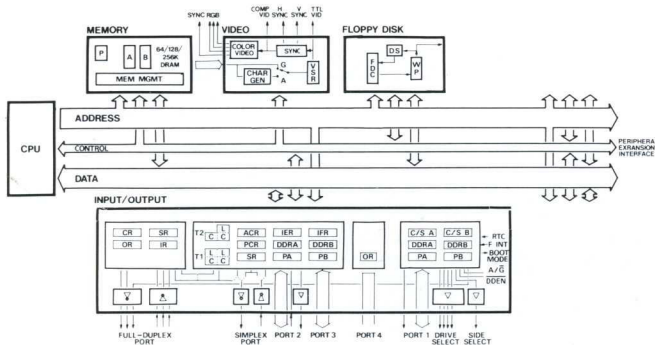 COMP H V TTL
SYNC RGB VID SYNC SYNC VID
MEMORY VIDEO FLOPPY DISK
P A B 64/128/
256K
DRAM
MEM MGMT
COLOR
VIDEO
SYNC
G
CHAR
GEN
A
VSR
DS
FDC
WP
CPU
ADDRESS
CONTROL
PERIPHERA
EXPANSION
INTERFACE
DATA
INPUT/OUTPUT
CR SR
OR IR
T2 L
C C
T1 L L
C C
ACR IER IFR
PCR DDRA DDRB
SR PA PB
OR
C/S A C/S B
DDRA DDRB
PA PB
RTC
F INT
BOOT
MODE
A/G
DDEN
FULL-DUPLEX
PORT
SIMPLEX
PORT
PORT 2
PORT 3
PORT 4
PORT 1
DRIVE
SELECT
SIDE
SELECT